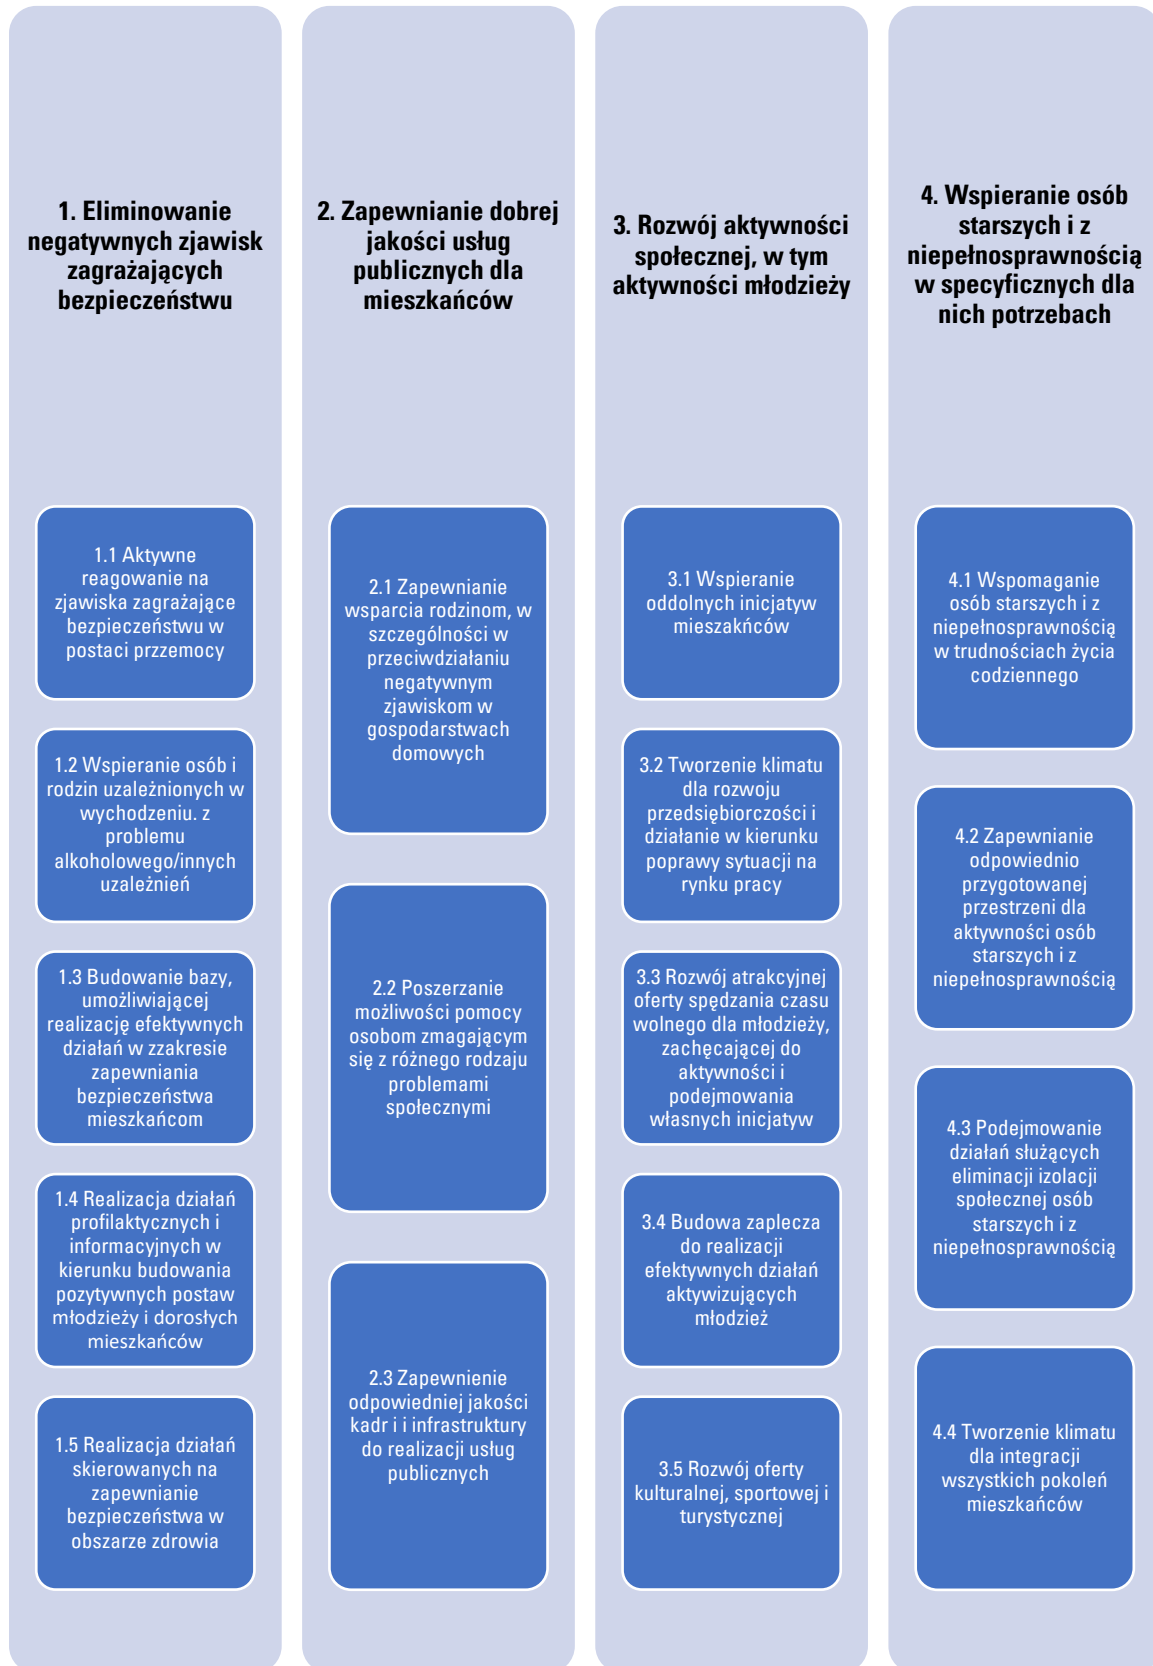 1. Eliminowanie
negatywnych zjawisk
zagrażających
bezpieczeństwu
1.1 Aktywne
reagowanie na
zjawiska zagrażające
bezpieczeństwu w
postaci przzemocy
1.2 Wspieranie osób i
rodzin uzależnionych w
wychodzeniu. z
problemu
alkoholowego/innych
uzależnień
1.3 Budowanie bazy,
umożliwiającej
realizację efektywnych
działań w zzakresie
zapewniania
bezpieczeństwa
mieszkańcom
1.4 Realizacja działań
profilaktycznych i
informacyjnych w
kierunku budowania
pozytywnych postaw
młodzieży i dorosłych
mieszkańców
1.5 Realizacja działań
skierowanych na
zapewnianie
bezpieczeństwa w
obszarze zdrowia
2. Zapewnianie dobrej
jakości usług
publicznych dla
mieszkańców
2.1 Zapewnianie
wsparcia rodzinom, w
szczególności w
przeciwdziałaniu
negatywnym
zjawiskom w
gospodarstwach
domowych
2.2 Poszerzanie
możliwości pomocy
osobom zmagającym
się z różnego rodzaju
problemami
społecznymi
2.3 Zapewnienie
odpowiedniej jakości
kadr i i infrastruktury
do realizacji usług
publicznych
3. Rozwój aktywności
społecznej, w tym
aktywności młodzieży
3.1 Wspieranie
oddolnych inicjatyw
mieszakńców
3.2 Tworzenie klimatu
dla rozwoju
przedsiębiorczości i
działanie w kierunku
poprawy sytuacji na
rynku pracy
3.3 Rozwój atrakcyjnej
oferty spędzania czasu
wolnego dla młodzieży,
zachęcającej do
aktywności i
podejmowania
własnych inicjatyw
3.4 Budowa zaplecza
do realizacji
efektywnych działań
aktywizujących
młodzież
3.5 Rozwój oferty
kulturalnej, sportowej i
turystycznej
4. Wspieranie osób
starszych i z
niepełnosprawnością
w specyficznych dla
nich potrzebach
4.1 Wspomaganie
osób starszych i z
niepełnosprawnością
w trudnościach życia
codziennego
4.2 Zapewnianie
odpowiednio
przygotowanej
przestrzeni dla
aktywności osób
starszych i z
niepełnosprawnością
4.3 Podejmowanie
działań służących
eliminacji izolacji
społecznej osób
starszych i z
niepełnosprawnością
4.4 Tworzenie klimatu
dla integracji
wszystkich pokoleń
mieszkańców